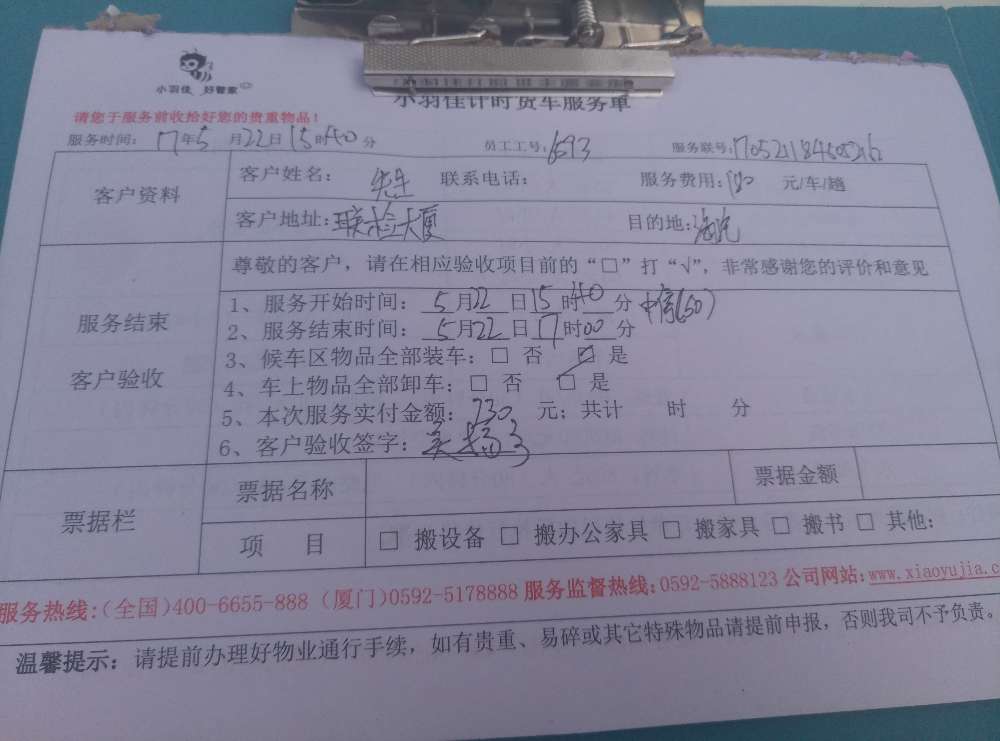 小羽佳 好管家
小羽佳计时货车服务单
请您于服务前收拾好您的贵重物品！
服务时间： 17年5月22日15时40分 员工工号：6593 服务联号：
客户资料
客户姓名： 先生 联系电话： 服务费用：180 元/车/趟
客户地址：联检大厦 目的地：海沧
服务结束
客户验收
尊敬的客户，请在相应验收项目前的“□”打“√”，非常感谢您的评价和意见
1、服务开始时间：5月22日15时40分
2、服务结束时间：5月22日17时00分
3、候车区物品全部装车：□ 否 ☑ 是
4、车上物品全部卸车：□ 否 □ 是
5、本次服务实付金额：730 元；共计 时 分
6、客户验收签字：
票据栏
票据名称 票据金额
项 目 □ 搬设备 □ 搬办公家具 □ 搬家具 □ 搬书 □ 其他：
服务热线：（全国）400-6655-888（厦门）0592-5178888 服务监督热线：0592-5888123 公司网站：www.xiaoyujia.c
温馨提示：请提前办理好物业通行手续，如有贵重、易碎或其它特殊物品请提前申报，否则我司不予负责。